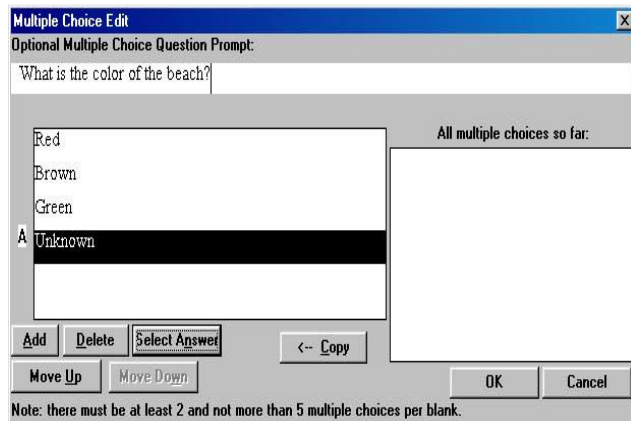 Multiple Choice Edit
X
Optional Multiple Choice Question Prompt:
What is the color of the beach?
All multiple choices so far:
Red
Brown
Green
A Unknown
Add Delete Select Answer <-- Copy
Move Up Move Down OK Cancel
Note: there must be at least 2 and not more than 5 multiple choices per blank.